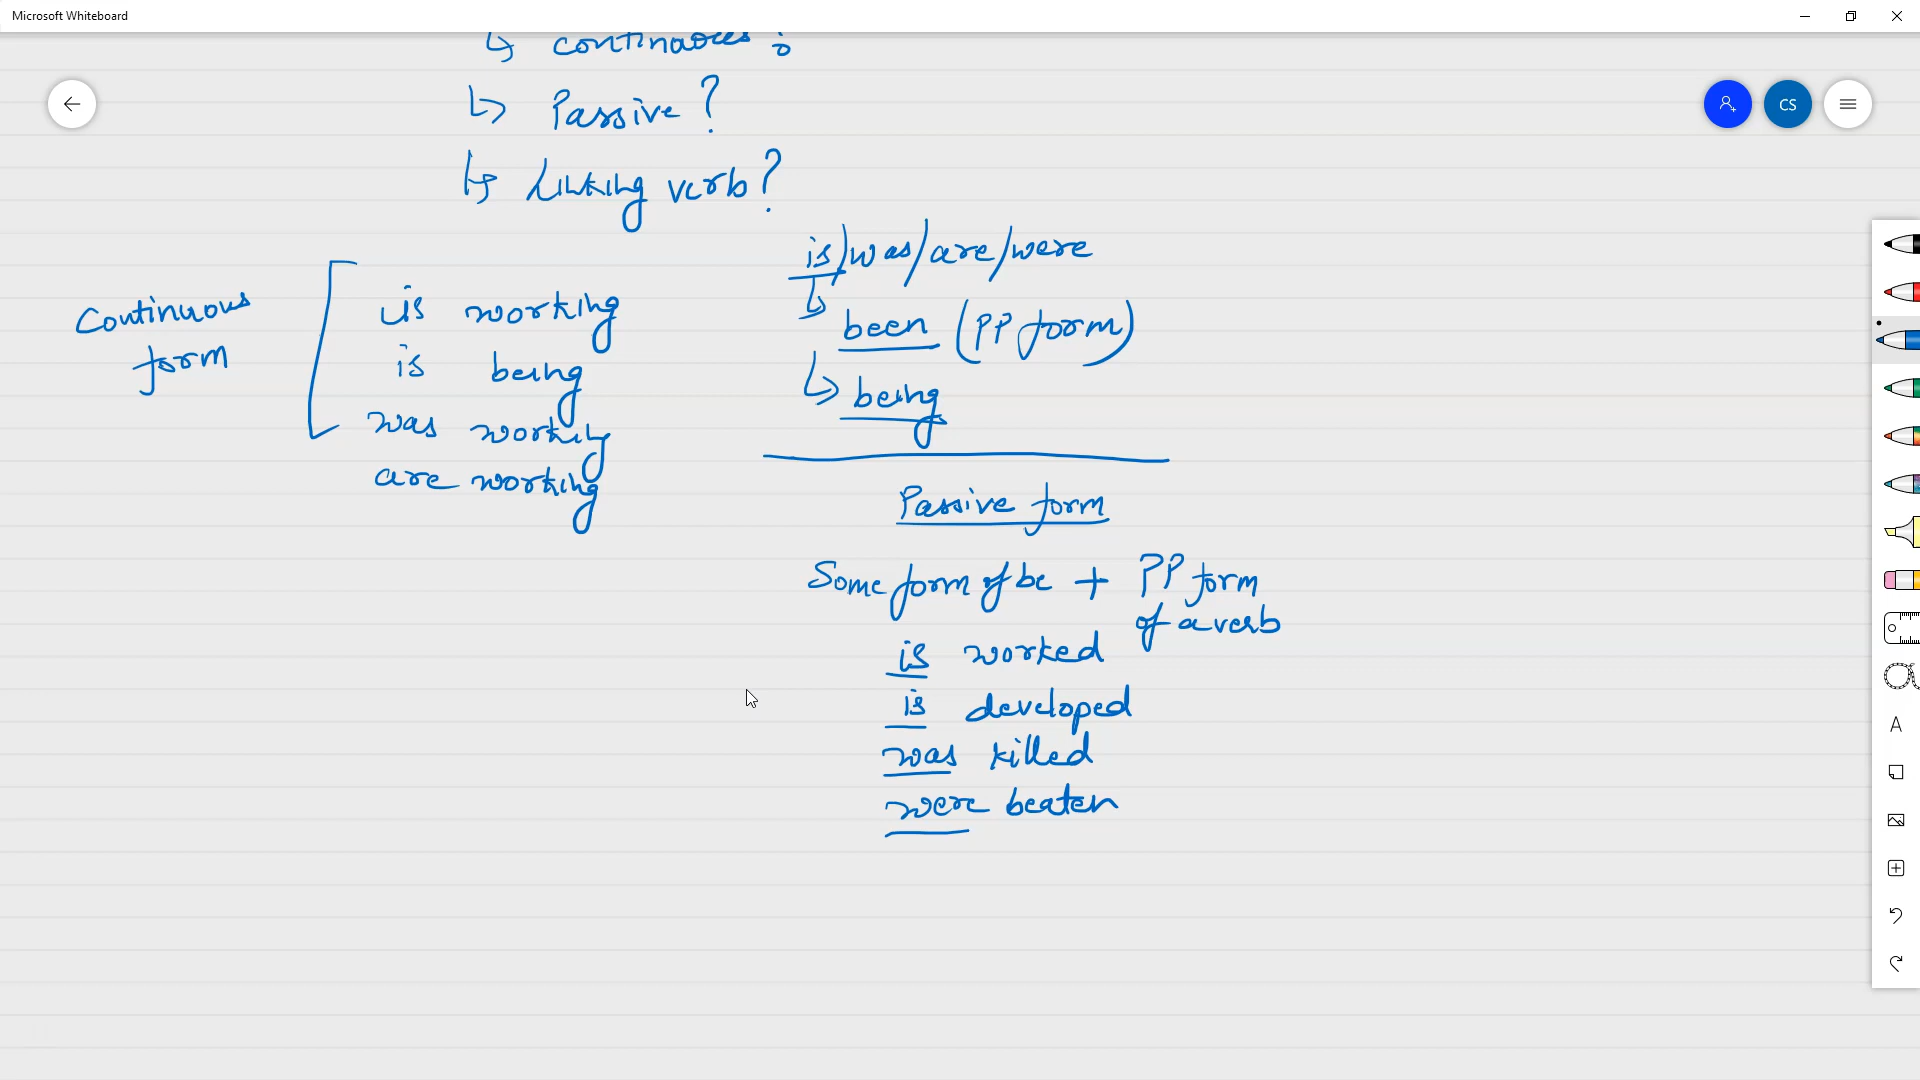 Microsoft Whiteboard
↳ continuous :
↳ Passive ?
↳ Linking verb ?
CS
is/was/are/were
↳ been (PP form)
↳ being
Continuous form
is working
is being
was working
are working
Passive form
Some form of be + PP form of a verb
is worked
is developed
was killed
were beaten
A